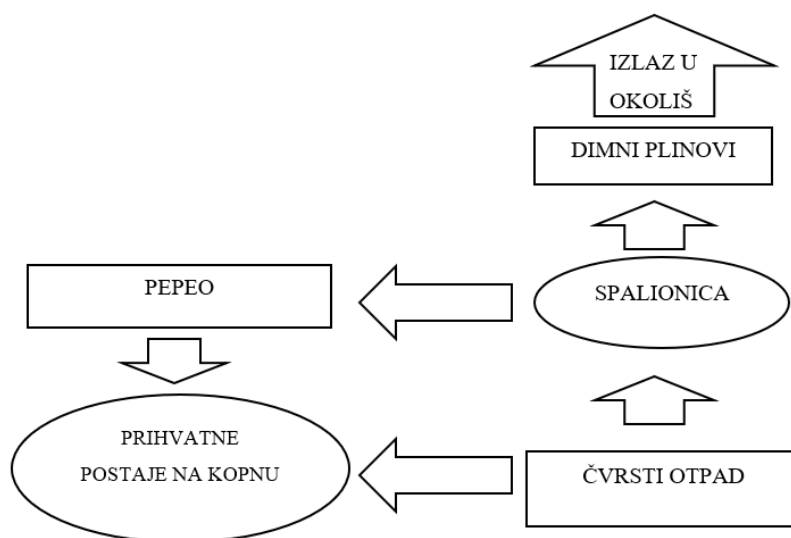 IZLAZ U
OKOLIŠ
DIMNI PLINOVI
PEPEO
SPALIONICA
PRIHVATNE
POSTAJE NA KOPNU
ČVRSTI OTPAD